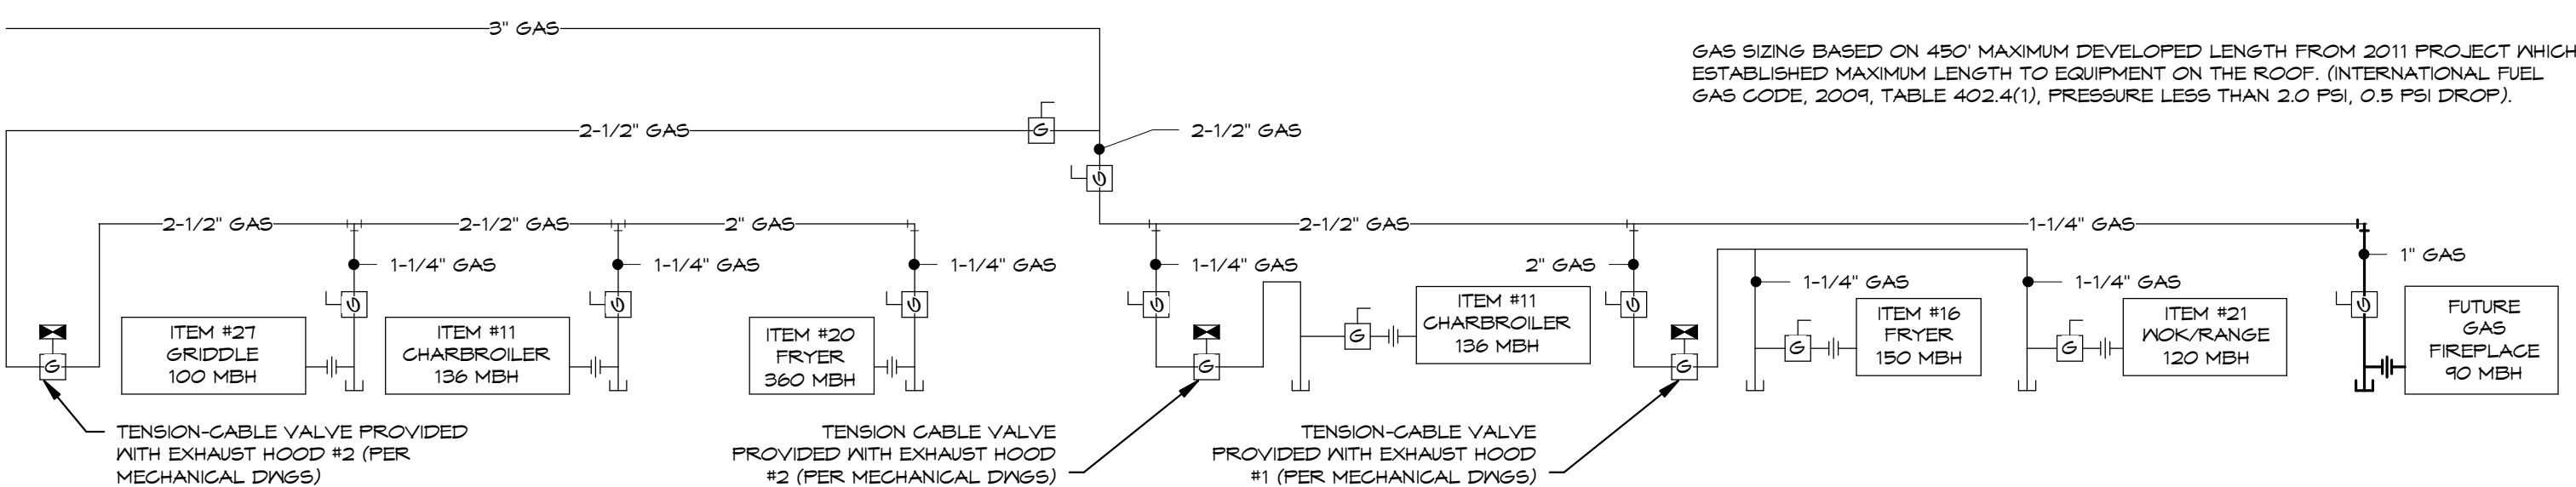 3" GAS
GAS SIZING BASED ON 450' MAXIMUM DEVELOPED LENGTH FROM 2011 PROJECT WHICH
ESTABLISHED MAXIMUM LENGTH TO EQUIPMENT ON THE ROOF. (INTERNATIONAL FUEL
GAS CODE, 2009, TABLE 402.4(1), PRESSURE LESS THAN 2.0 PSI, 0.5 PSI DROP).
2-1/2" GAS
G
2-1/2" GAS
G
2-1/2" GAS
2-1/2" GAS
2" GAS
2-1/2" GAS
1-1/4" GAS
1-1/4" GAS
1-1/4" GAS
1-1/4" GAS
1-1/4" GAS
2" GAS
1" GAS
1-1/4" GAS
1-1/4" GAS
G
G
G
G
G
G
G
ITEM #27
GRIDDLE
100 MBH
G
ITEM #11
CHARBROILER
136 MBH
ITEM #20
FRYER
360 MBH
G
G
ITEM #11
CHARBROILER
136 MBH
G
G
ITEM #16
FRYER
150 MBH
G
ITEM #21
WOK/RANGE
120 MBH
FUTURE
GAS
FIREPLACE
90 MBH
TENSION-CABLE VALVE PROVIDED
WITH EXHAUST HOOD #2 (PER
MECHANICAL DWGS)
TENSION CABLE VALVE
PROVIDED WITH EXHAUST HOOD
#2 (PER MECHANICAL DWGS)
TENSION-CABLE VALVE
PROVIDED WITH EXHAUST HOOD
#1 (PER MECHANICAL DWGS)